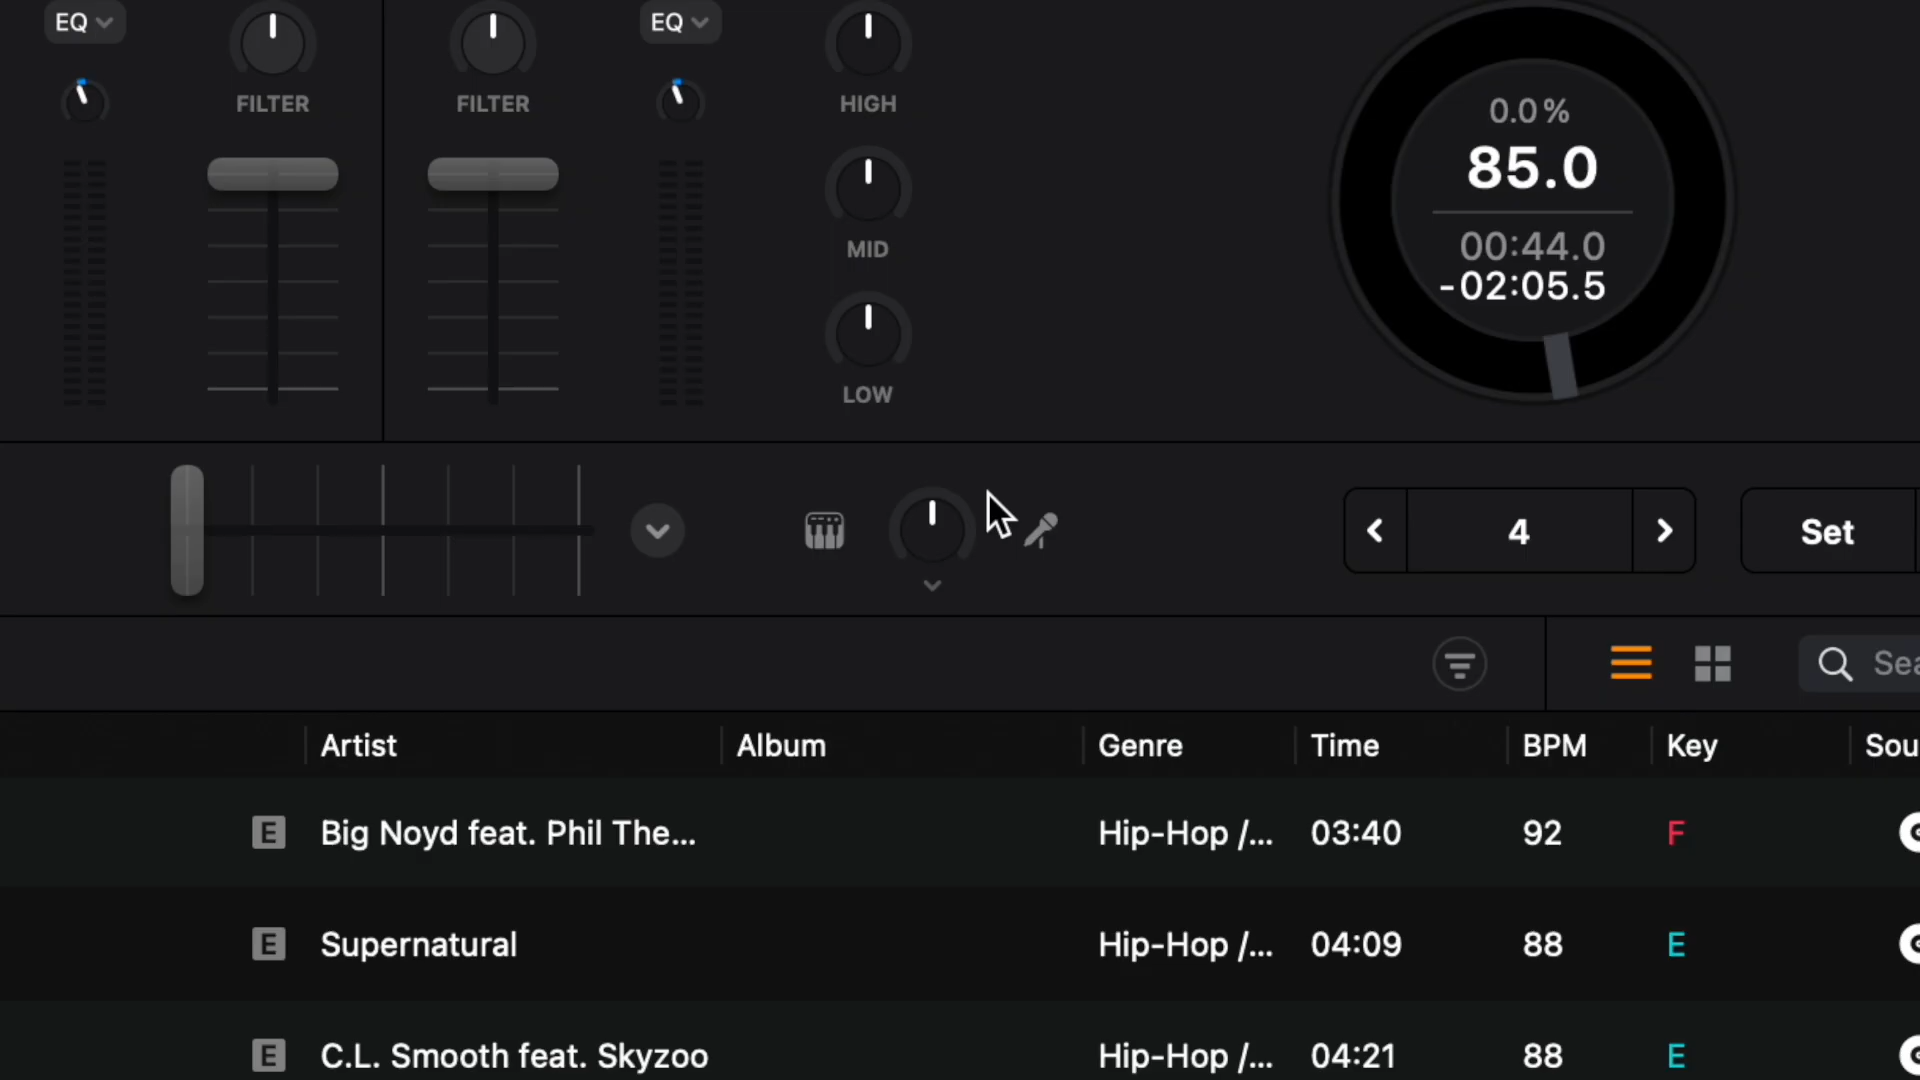 EQ
EQ
FILTER
FILTER
HIGH
MID
LOW
0.0%
85.0
00:44.0
-02:05.5
4
Set
Sea
Artist Album Genre Time BPM Key Sou
E Big Noyd feat. Phil The... Hip-Hop /... 03:40 92 F
E Supernatural Hip-Hop /... 04:09 88 E
E C.L. Smooth feat. Skyzoo Hip-Hop /... 04:21 88 E